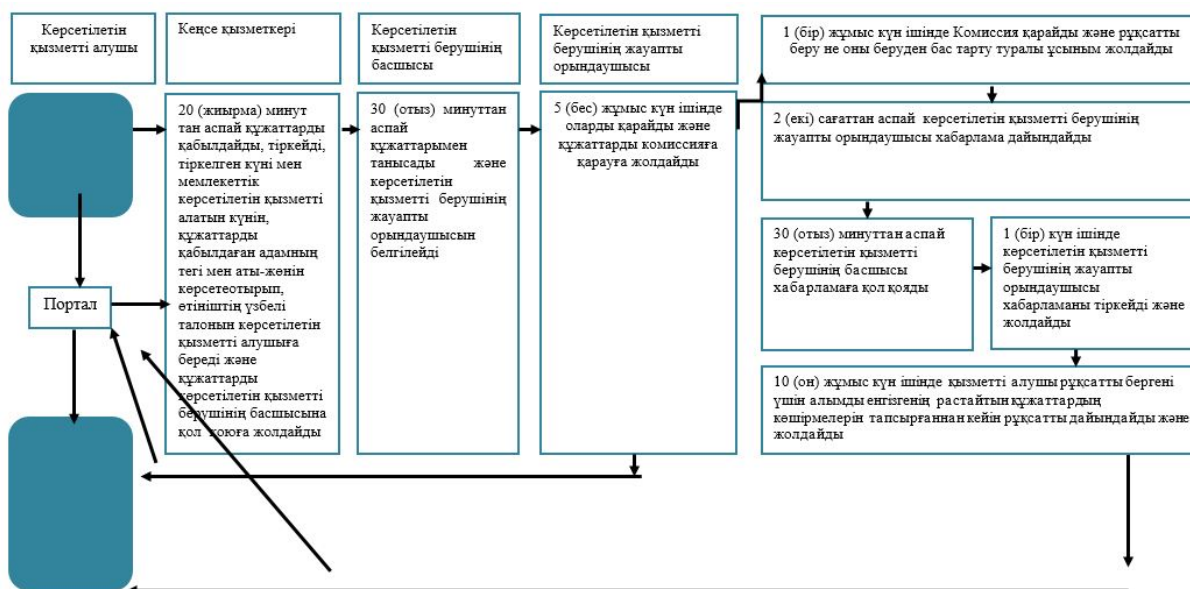 Көрсетілетін
қызметті алушы
Кеңсе қызметкері
Көрсетілетін
қызметті берушінің
басшысы
Көрсетілетін қызметті
берушінің жауапты
орындаушысы
1 (бір) жұмыс күн ішінде Комиссия қарайды және рұқсатты
беру не оны беруден бас тарту туралы ұсыным жолдайды
20 (жиырма) минут
тан аспай құжаттарды
қабылдайды, тіркейді,
тіркелген күні мен
мемлекеттік
көрсетілетін қызметті
алатын күнін,
құжаттарды
қабылдаған адамның
тегі мен аты-жөнін
көрсетеотырып,
өтініштің үзбелі
талонын көрсетілетін
қызметті алушыға
береді және
құжаттарды
көрсетілетін қызметті
берушінің басшысына
қол қоюға жолдайды
30 (отыз) минуттан
аспай
құжаттарымен
танысады және
көрсетілетін
қызметті берушінің
жауапты
орындаушысын
белгілейді
5 (бес) жұмыс күн ішінде
оларды қарайды және
құжаттарды комиссияға
қарауға жолдайды
2 (екі) сағаттан аспай көрсетілетін қызметті берушінің
жауапты орындаушысы хабарлама дайындайды
30 (отыз) минуттан аспай
көрсетілетін қызметті
берушінің басшысы
хабарламаға қол қояды
1 (бір) күн ішінде
көрсетілетін қызметті
берушінің жауапты
орындаушысы
хабарламаны тіркейді және
жолдайды
Портал
10 (он) жұмыс күн ішінде қызметті алушы рұқсатты бергені
үшін алымды енгізгенің растайтын құжаттардың
көшірмелерін тапсырғаннан кейін рұқсатты дайындайды және
жолдайды